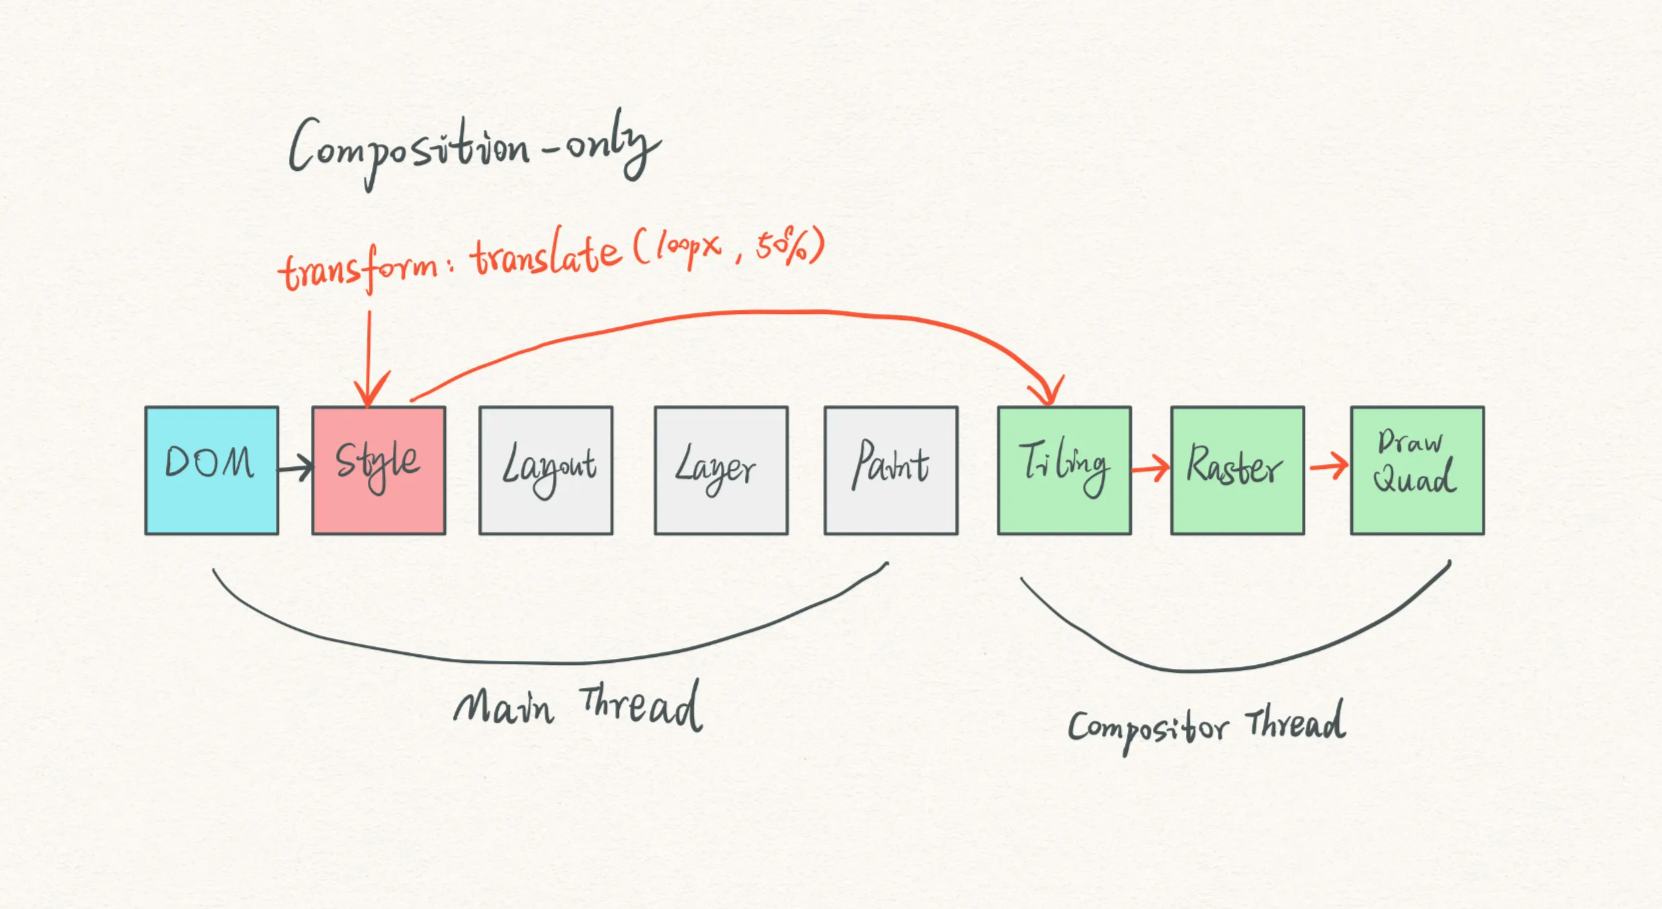 Composition-only
transform: translate(100px, 50%)
DOM
Style
Layout
Layer
Paint
Tiling
Raster
Draw
Quad
Main Thread
Compositor Thread